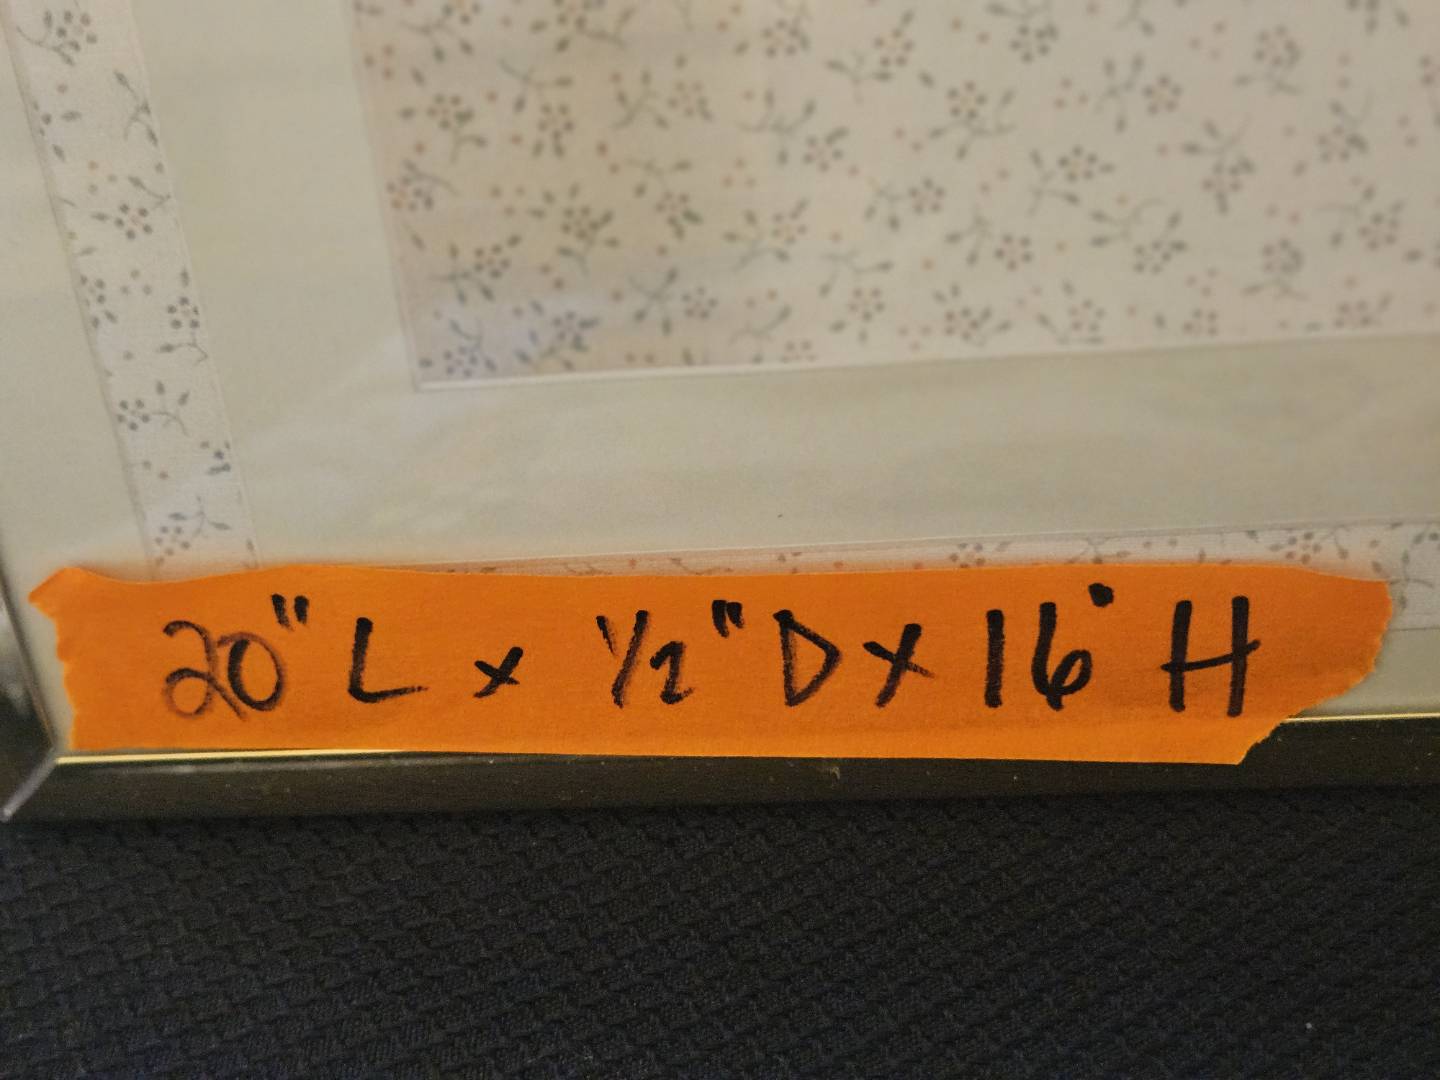 20" L x 1/2" D x 16" H